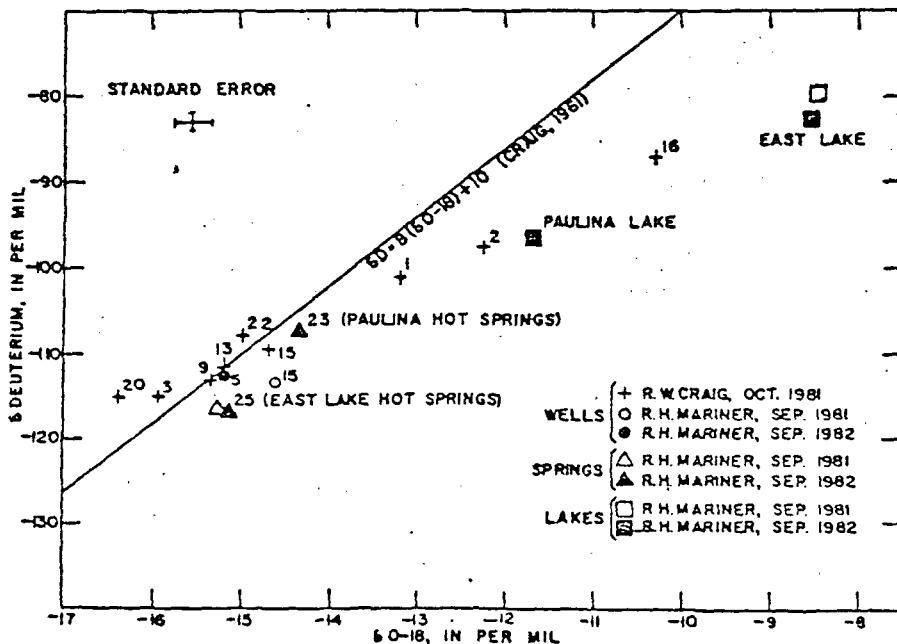 STANDARD ERROR
δD=8(δO-18)+10 (CRAIG, 1961)
EAST LAKE
16
PAULINA LAKE
2
1
23 (PAULINA HOT SPRINGS)
22
13
15
9
5
15
20
3
25 (EAST LAKE HOT SPRINGS)
WELLS
+ R.W. CRAIG, OCT. 1981
R.H. MARINER, SEP. 1981
R.H. MARINER, SEP. 1982
SPRINGS
R.H. MARINER, SEP. 1981
R.H. MARINER, SEP. 1982
LAKES
R.H. MARINER, SEP. 1981
R.H. MARINER, SEP. 1982
δ DEUTERIUM, IN PER MIL
-80
-90
-100
-110
-120
-130
-17
-16
-15
-14
-13
-12
-11
-10
-9
-8
δ O-18, IN PER MIL